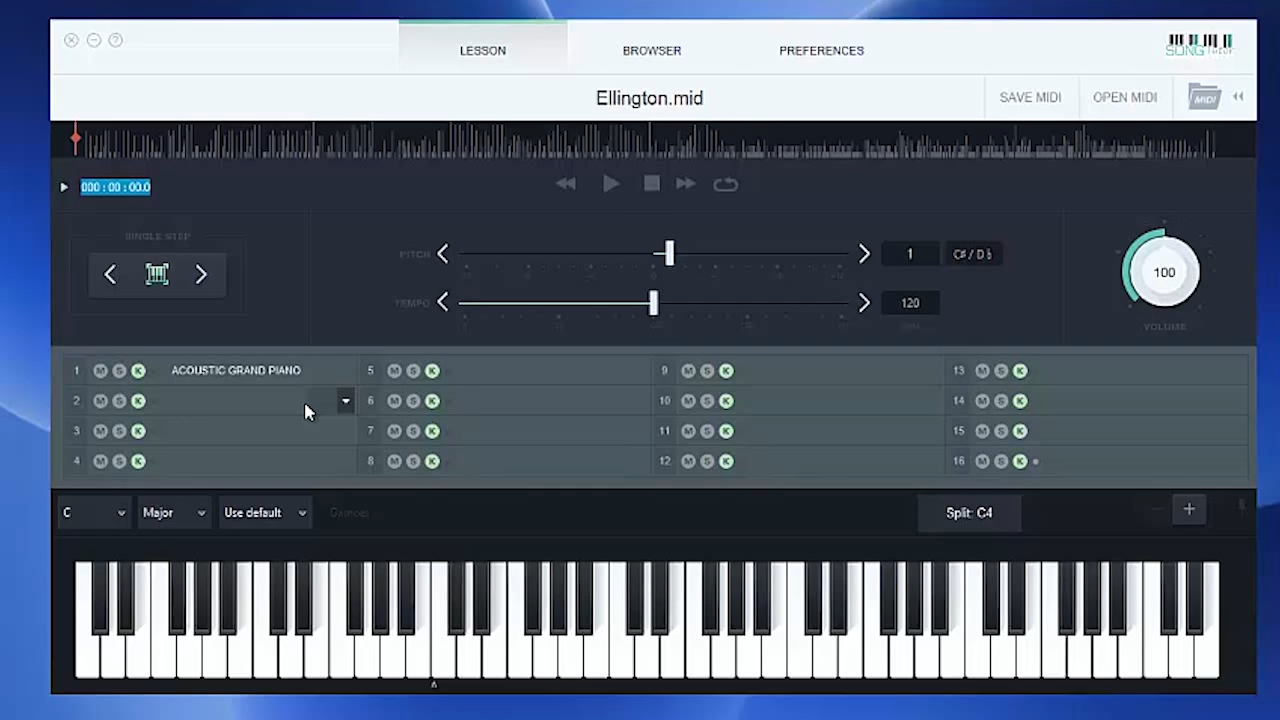 LESSON
BROWSER
PREFERENCES
SONG
Ellington.mid
SAVE MIDI
OPEN MIDI
MIDI
000 : 00 : 00.0
SINGLE STEP
PITCH
1
C# / D♭
TEMPO
120
100
VOLUME
1 M S K ACOUSTIC GRAND PIANO
5 M S K
9 M S K
13 M S K
2 M S K
6 M S K
10 M S K
14 M S K
3 M S K
7 M S K
11 M S K
15 M S K
4 M S K
8 M S K
12 M S K
16 M S K
C
Major
Use default
Split: C4